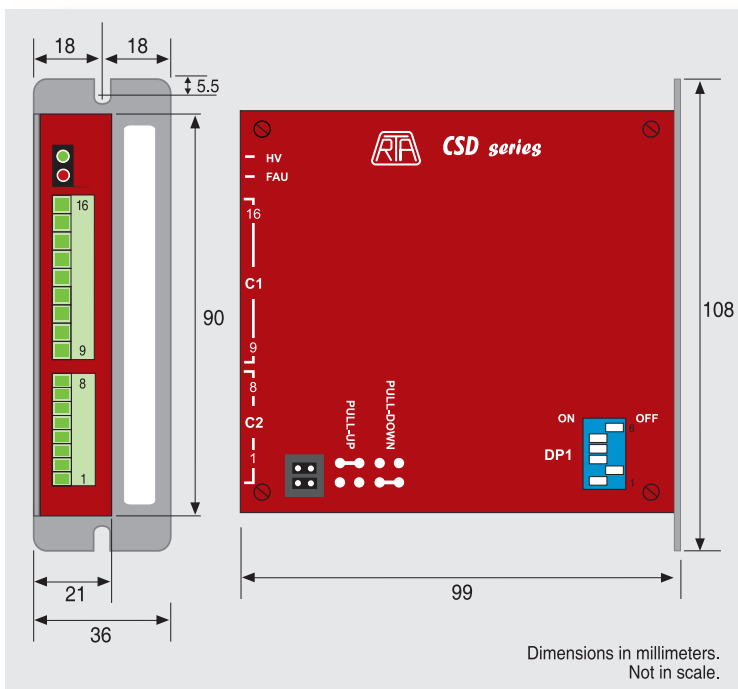 18
18
5.5
RTA
CSD series
HV
FAU
16
16
C1
90
108
9
9
8
8
C2
PULL-UP
PULL-DOWN
1
1
ON
OFF
6
DP1
1
21
99
36
Dimensions in millimeters.
Not in scale.